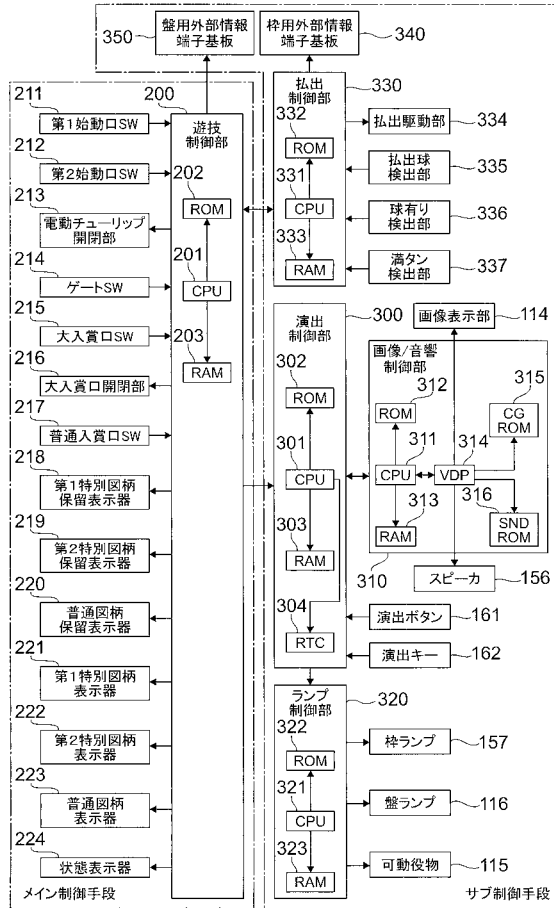 350
盤用外部情報
端子基板
枠用外部情報
端子基板
340
211
第1始動口SW
212
第2始動口SW
213
電動チューリップ
開閉部
214
ゲートSW
215
大入賞口SW
216
大入賞口開閉部
217
普通入賞口SW
218
第1特別図柄
保留表示器
219
第2特別図柄
保留表示器
220
普通図柄
保留表示器
221
第1特別図柄
表示器
222
第2特別図柄
表示器
223
普通図柄
表示器
224
状態表示器
メイン制御手段
200
遊技
制御部
202
ROM
201
CPU
203
RAM
払出
制御部
330
332
ROM
331
CPU
333
RAM
払出駆動部
334
払出球
検出部
335
球有り
検出部
336
満タン
検出部
337
演出
制御部
300
302
ROM
301
CPU
303
RAM
304
RTC
画像表示部
114
画像/音響
制御部
312
ROM
315
CG
ROM
311
CPU
314
VDP
313
RAM
316
SND
ROM
310
スピーカ
156
演出ボタン
161
演出キー
162
ランプ
制御部
320
322
ROM
321
CPU
323
RAM
枠ランプ
157
盤ランプ
116
可動役物
115
サブ制御手段